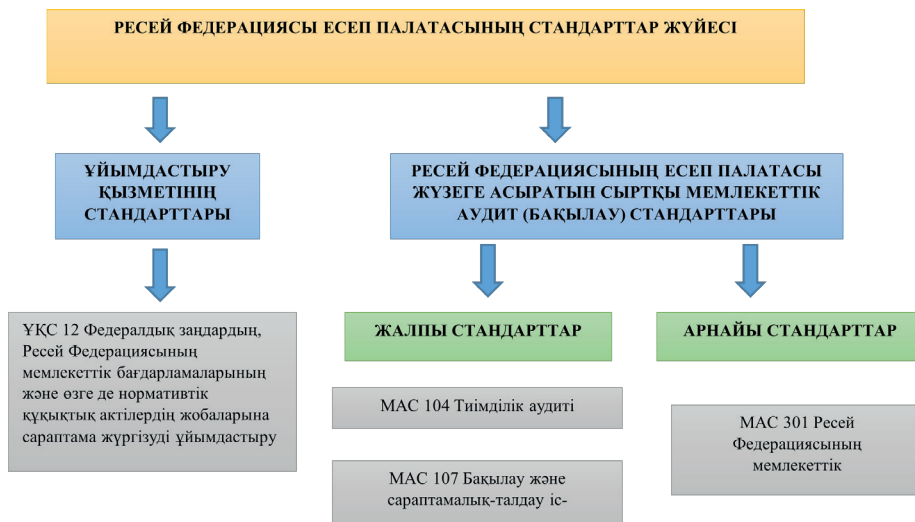 РЕСЕЙ ФЕДЕРАЦИЯСЫ ЕСЕП ПАЛАТАСЫНЫҢ СТАНДАРТТАР ЖҮЙЕСІ
ҰЙЫМДАСТЫРУ
ҚЫЗМЕТІНІҢ
СТАНДАРТТАРЫ
РЕСЕЙ ФЕДЕРАЦИЯСЫНЫҢ ЕСЕП ПАЛАТАСЫ
ЖҮЗЕГЕ АСЫРАТЫН СЫРТҚЫ МЕМЛЕКЕТТІК
АУДИТ (БАҚЫЛАУ) СТАНДАРТТАРЫ
ҰҚС 12 Федералдық заңдардың,
Ресей Федерациясының
мемлекеттік бағдарламаларының
және өзге де нормативтік
құқықтық актілердің жобаларына
сараптама жүргізуді ұйымдастыру
ЖАЛПЫ СТАНДАРТТАР
МАС 104 Тиімділік аудиті
МАС 107 Бақылау және
сараптамалық-талдау іс-
АРНАЙЫ СТАНДАРТТАР
МАС 301 Ресей
Федерациясының
мемлекеттік